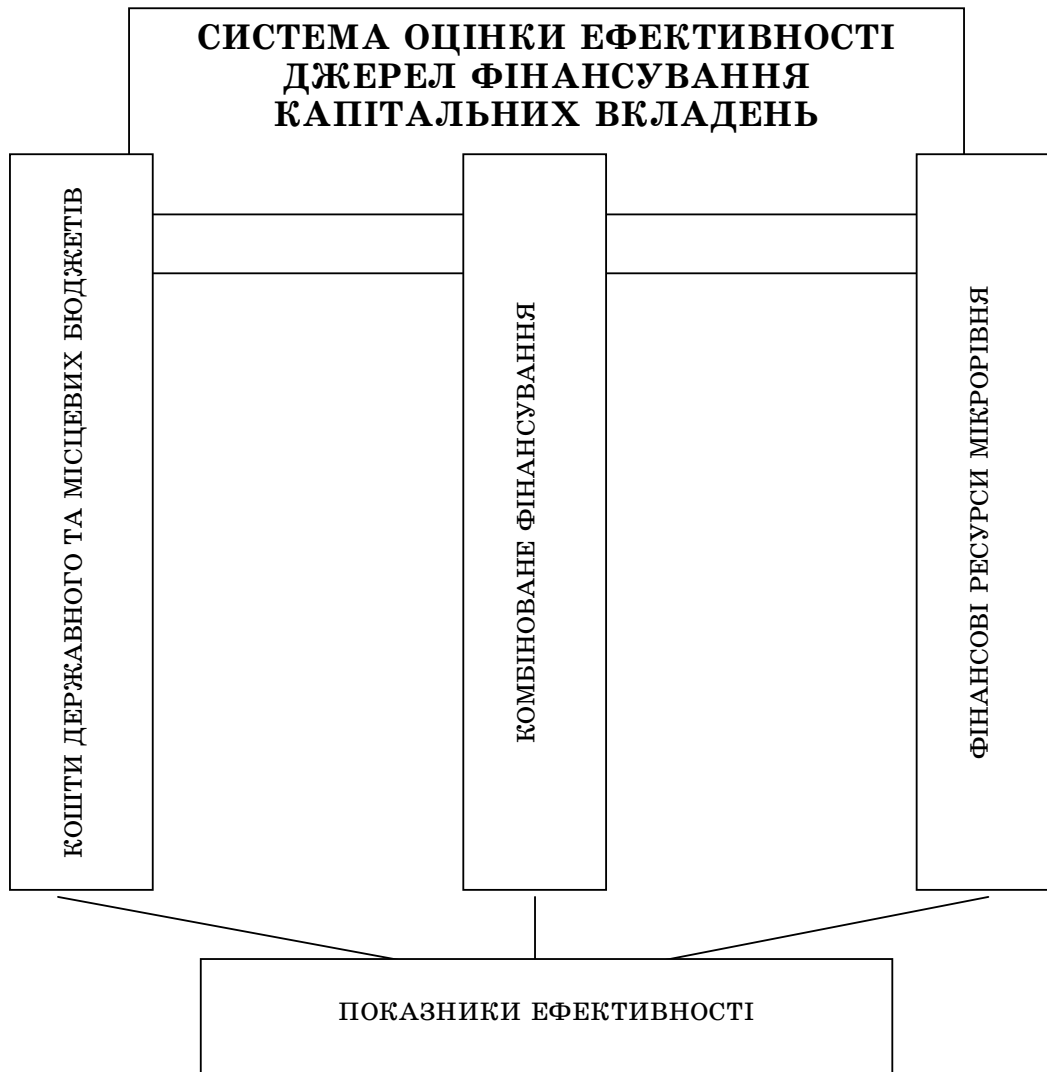 СИСТЕМА ОЦІНКИ ЕФЕКТИВНОСТІ
ДЖЕРЕЛ ФІНАНСУВАННЯ
КАПІТАЛЬНИХ ВКЛАДЕНЬ
КОШТИ ДЕРЖАВНОГО ТА МІСЦЕВИХ БЮДЖЕТІВ
КОМБІНОВАНЕ ФІНАНСУВАННЯ
ФІНАНСОВІ РЕСУРСИ МІКРОРІВНЯ
ПОКАЗНИКИ ЕФЕКТИВНОСТІ